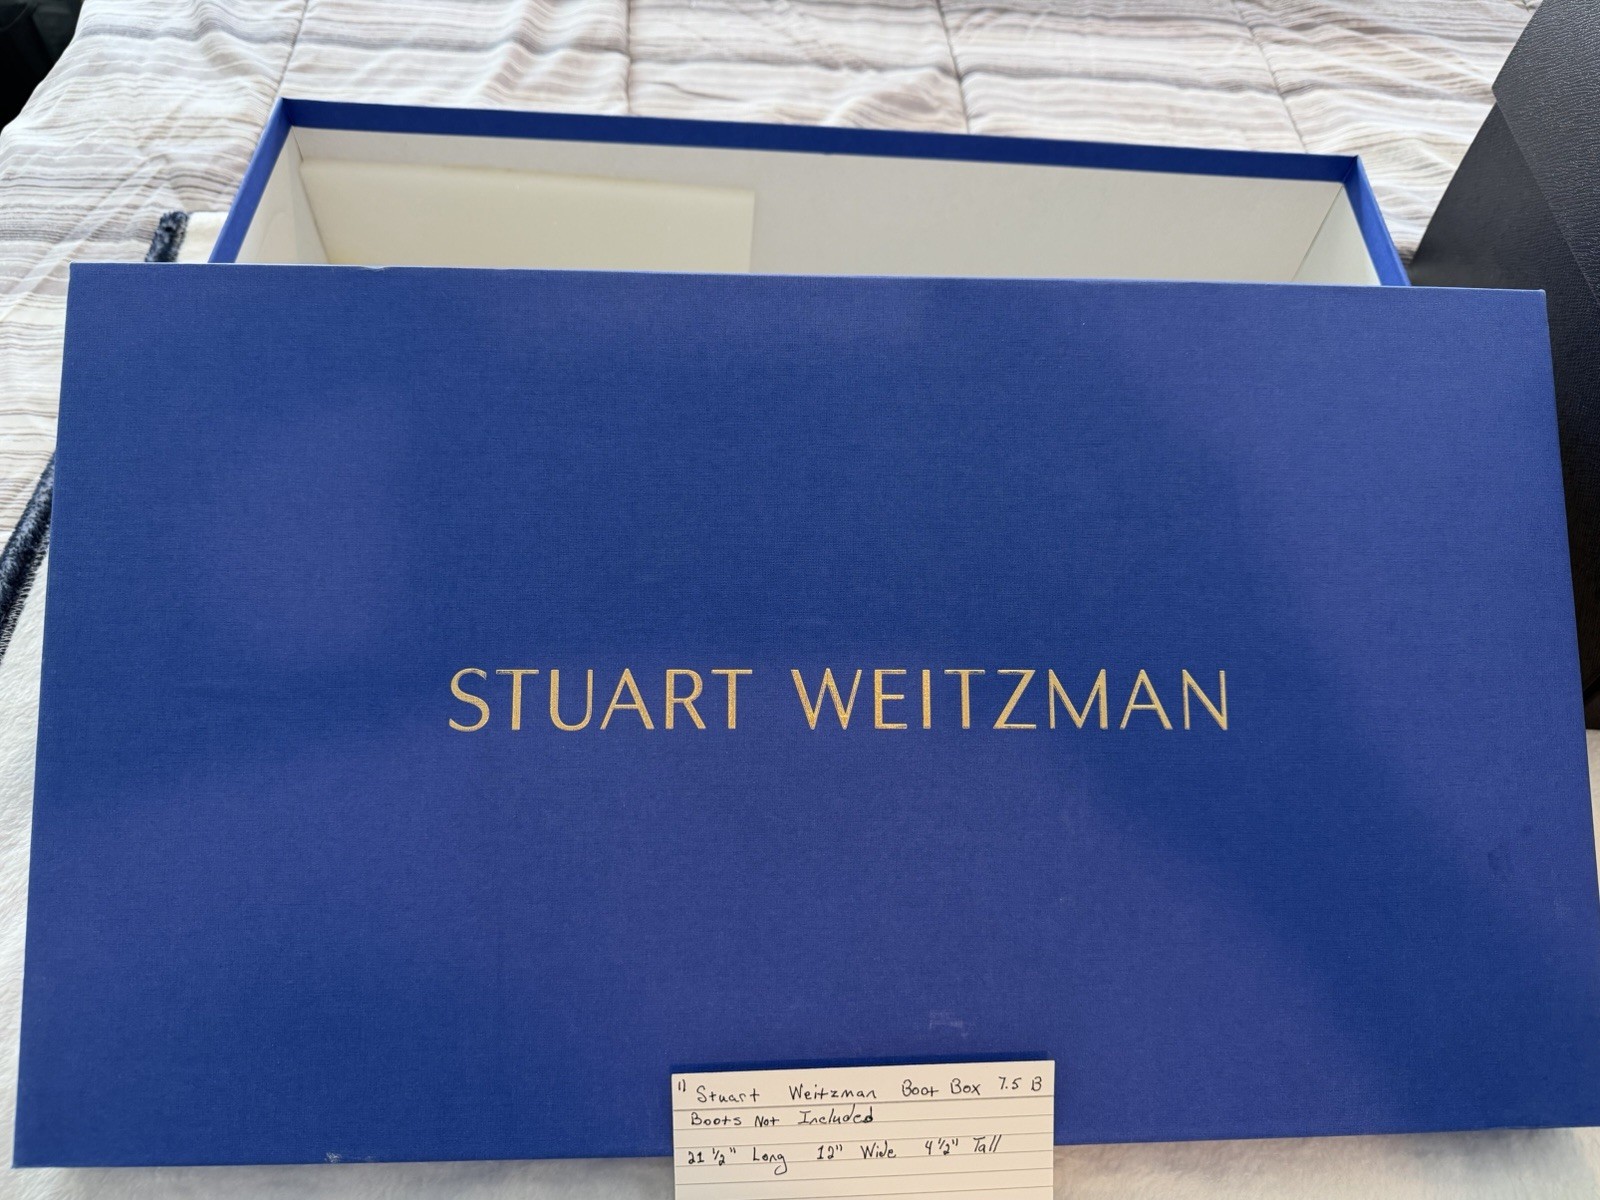 STUART WEITZMAN
1) Stuart Weitzman Boot Box 7.5 B
Boots Not Included
21 1/2" Long 12" Wide 4 1/2" Tall